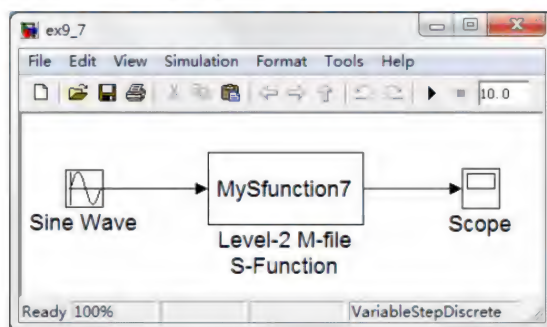 ex9_7
File Edit View Simulation Format Tools Help
10.0
MySfunction7
Sine Wave
Scope
Level-2 M-file
S-Function
Ready 100% VariableStepDiscrete